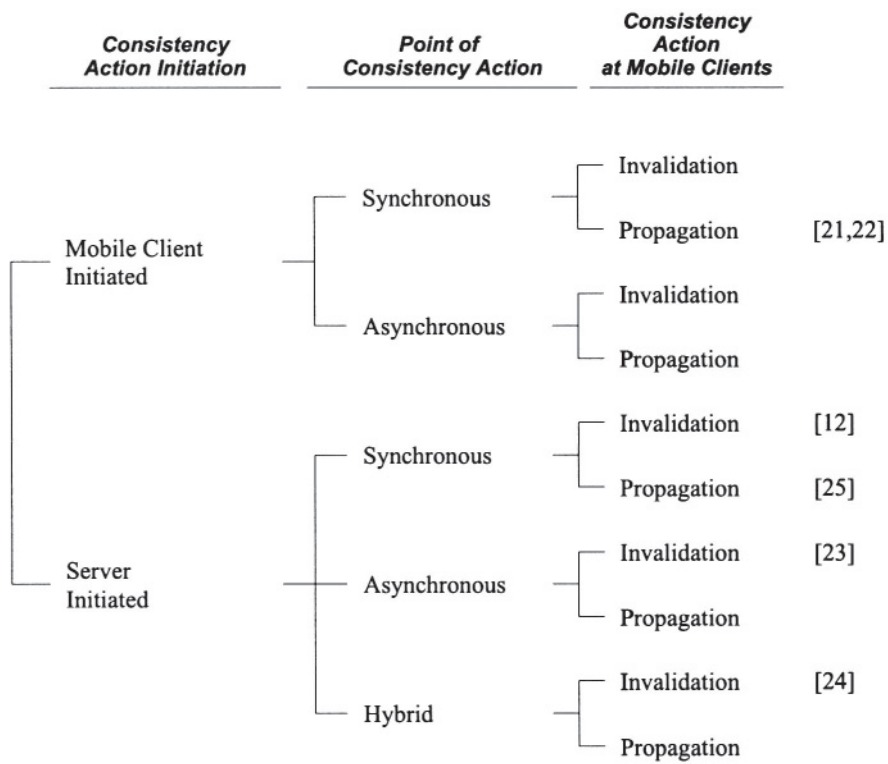 Consistency
Action Initiation
Point of
Consistency Action
Consistency
Action
at Mobile Clients
Mobile Client
Initiated
Synchronous
Invalidation
Propagation [21,22]
Asynchronous
Invalidation
Propagation
Server
Initiated
Synchronous
Invalidation [12]
Propagation [25]
Asynchronous
Invalidation [23]
Propagation
Hybrid
Invalidation [24]
Propagation